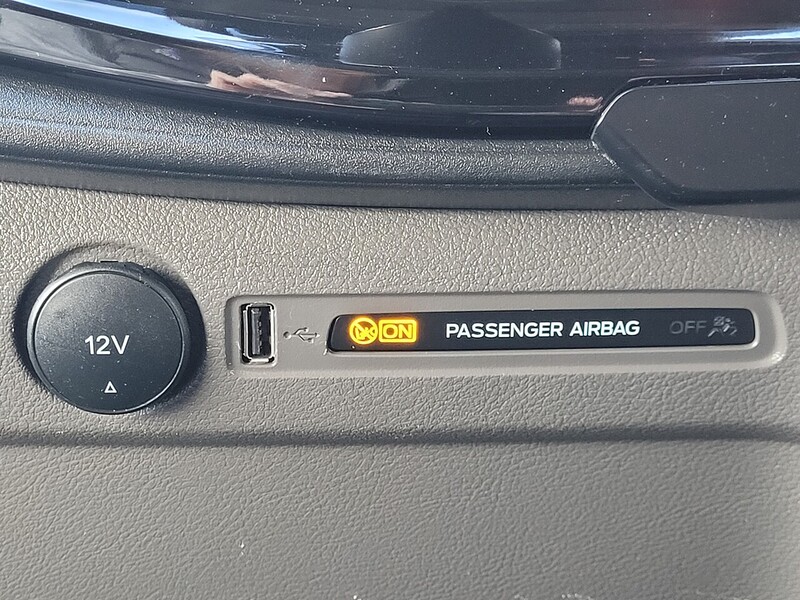 12V
ON PASSENGER AIRBAG OFF